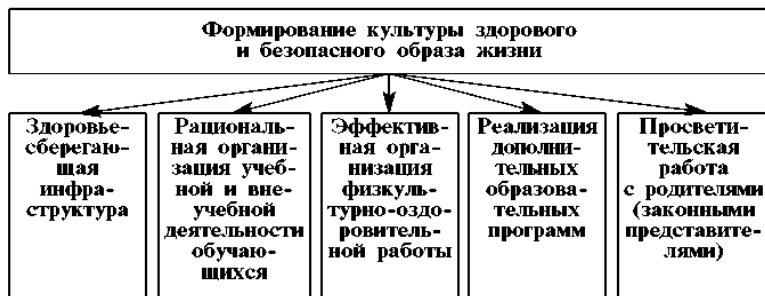 Формирование культуры здорового
и безопасного образа жизни
Здоровье-
сберегаю-
щая
инфра-
структура
Рациональ-
ная органи-
зация учеб-
ной и вне-
учебной
деятельности
обучаю-
щихся
Эффектив-
ная орга-
низация
физкуль-
турно-оздо-
ровитель-
ной работы
Реализация
дополни-
тельных
образова-
тельных
программ
Просвети-
тельская
работа
с родителями
(законными
представите-
лями)